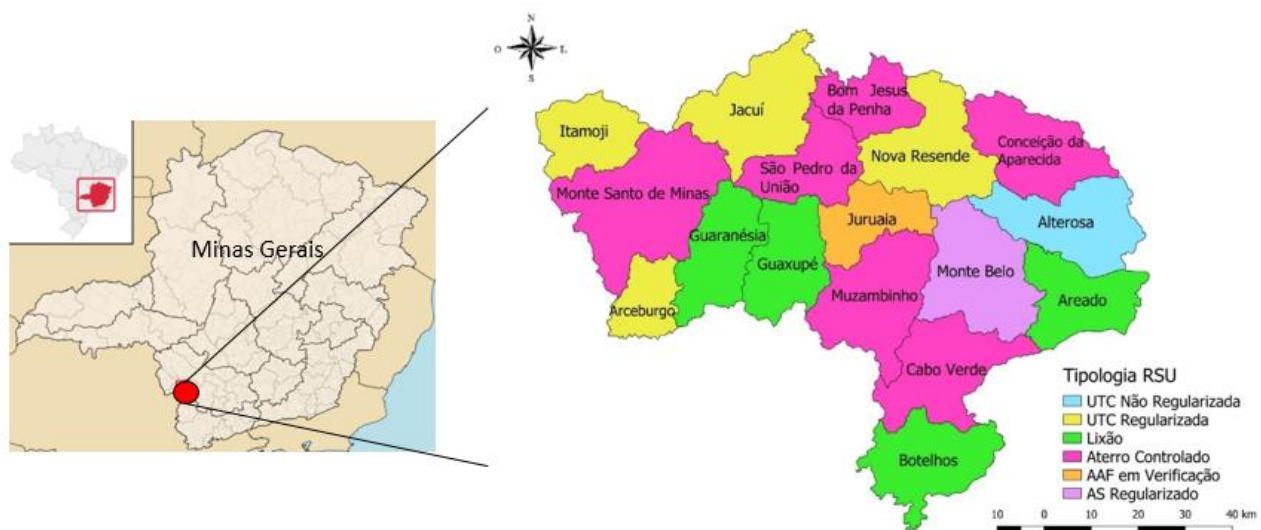 N
O
L
S
Minas Gerais
Itamoji
Jacuí
Bom Jesus
da Penha
Nova Resende
Conceição da
Aparecida
São Pedro da
União
Monte Santo de Minas
Guaranésia
Guaxupé
Juruaia
Alterosa
Monte Belo
Areado
Muzambinho
Arceburgo
Cabo Verde
Botelhos
Tipologia RSU
UTC Não Regularizada
UTC Regularizada
Lixão
Aterro Controlado
AAF em Verificação
AS Regularizado
10 0 10 20 30 40 km